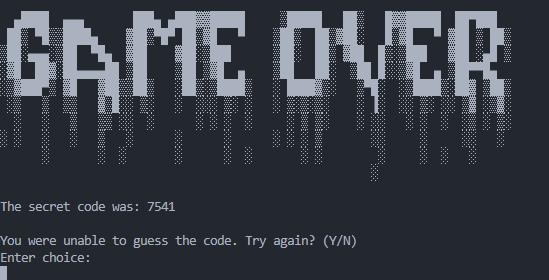 GAME OVER
The secret code was: 7541
You were unable to guess the code. Try again? (Y/N)
Enter choice: